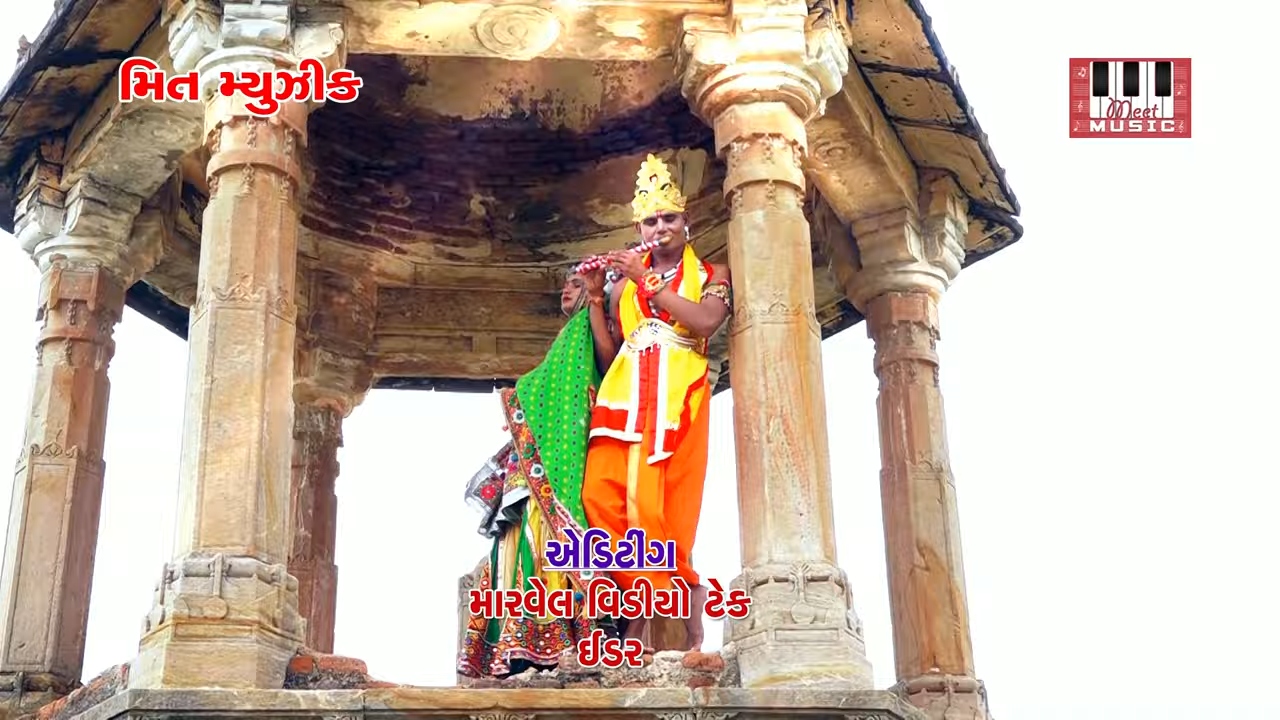 મિત મ્યુઝીક
Meet
MUSIC
એડિટીંગ
મારવેલ વિડીયો ટેક
ઈડર